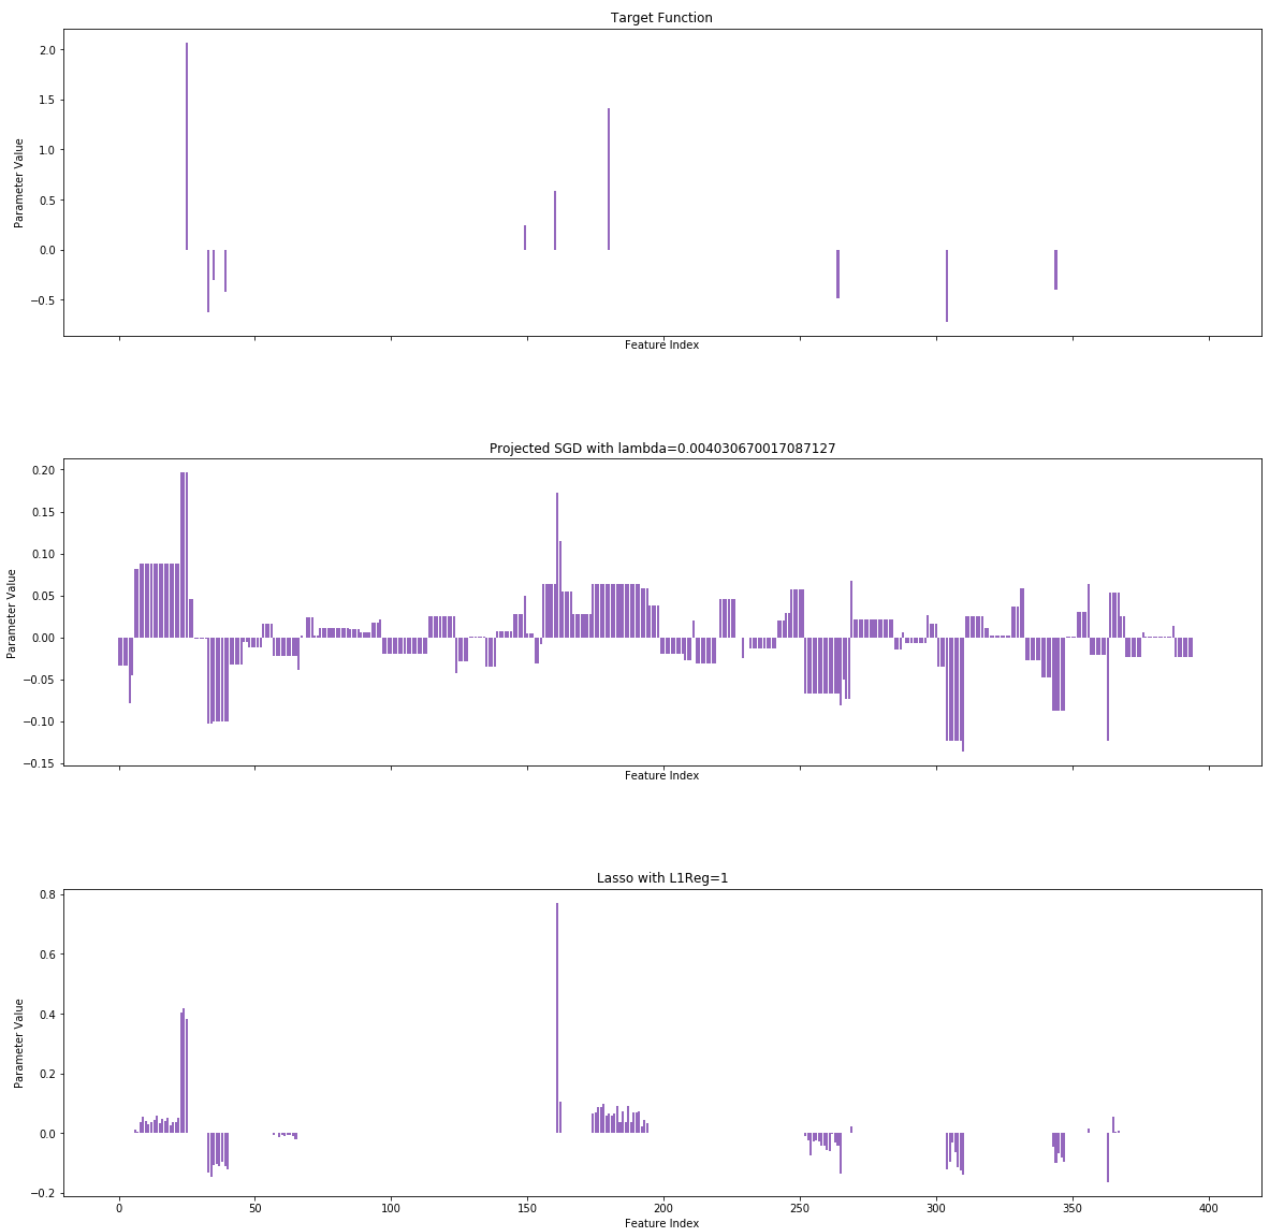 Target Function
2.0
1.5
1.0
0.5
0.0
−0.5
Parameter Value
Feature Index
Projected SGD with lambda=0.004030670017087127
0.20
0.15
0.10
0.05
0.00
−0.05
−0.10
−0.15
Parameter Value
Feature Index
Lasso with L1Reg=1
0.8
0.6
0.4
0.2
0.0
−0.2
Parameter Value
0 50 100 150 200 250 300 350 400
Feature Index